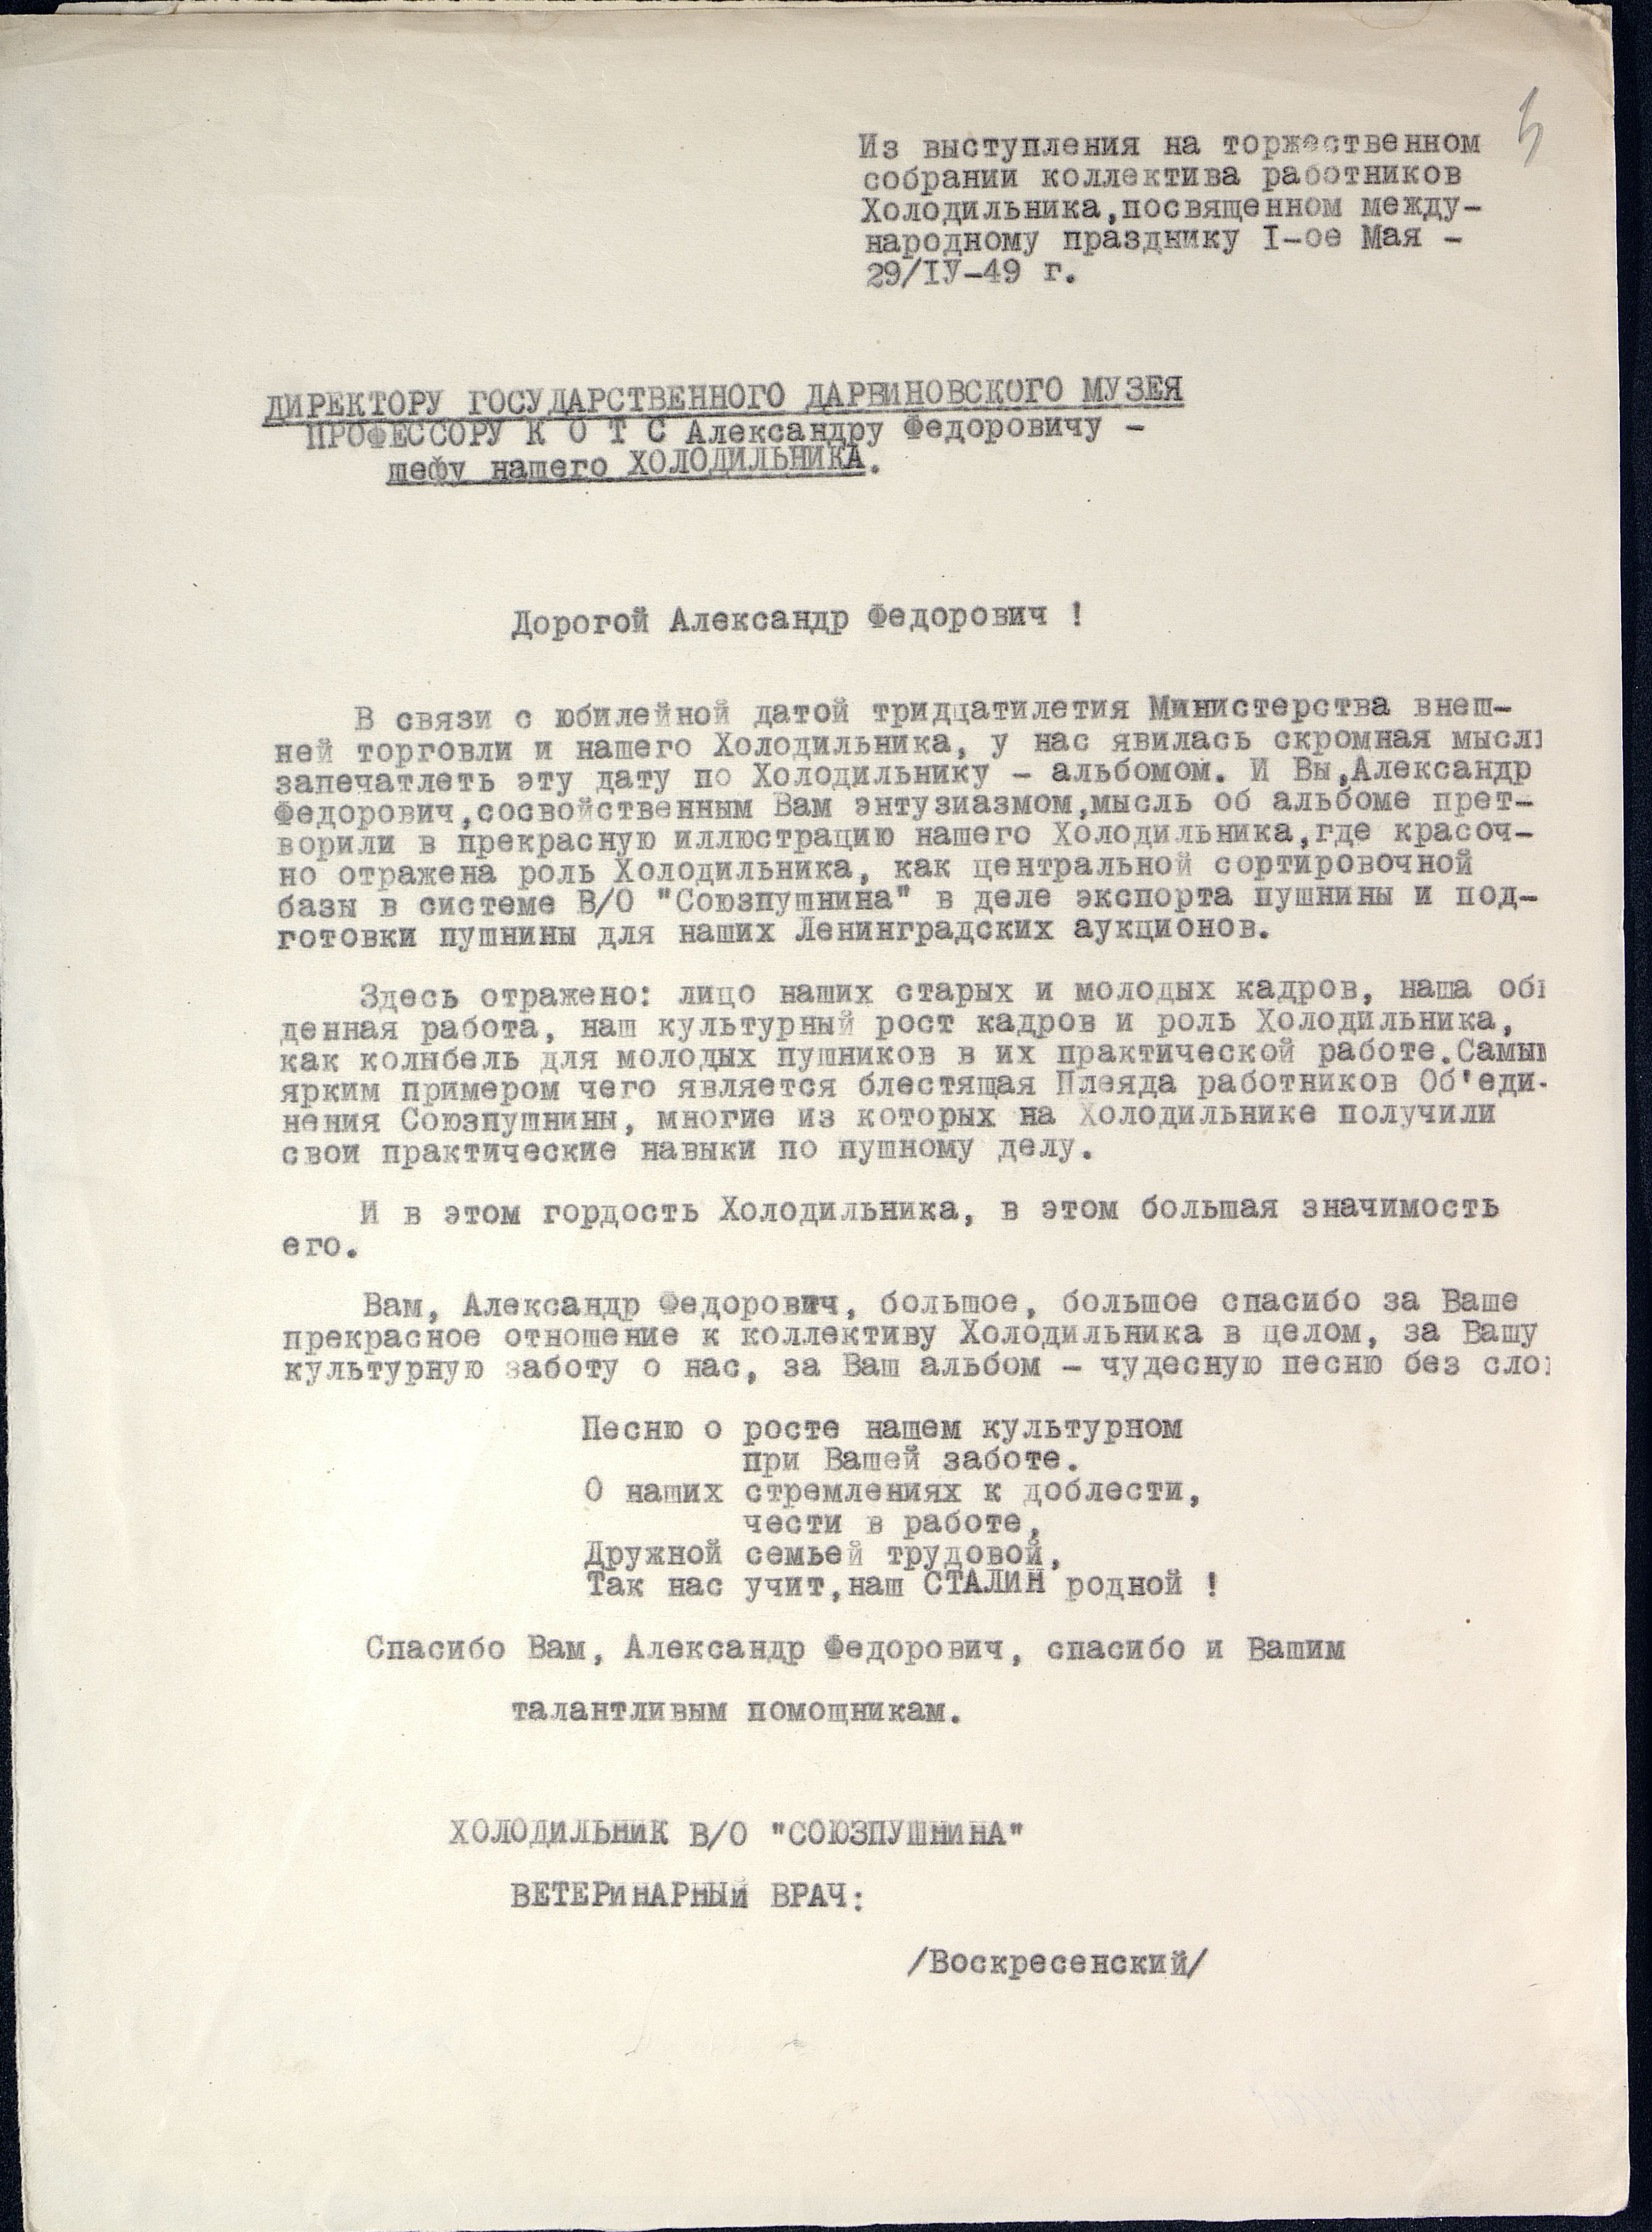 5
Из выступления на торжественном
собрании коллектива работников
Холодильника,посвященном между-
народному празднику I-ое Мая -
29/IУ-49 г.
ДИРЕКТОРУ ГОСУДАРСТВЕННОГО ДАРВИНОВСКОГО МУЗЕЯ
ПРОФЕССОРУ К О Т С Александру Федоровичу -
шефу нашего ХОЛОДИЛЬНИКА.
Дорогой Александр Федорович !
В связи с юбилейной датой тридцатилетия Министерства внеш-
ней торговли и нашего Холодильника, у нас явилась скромная мысль
запечатлеть эту дату по Холодильнику - альбомом. И Вы,Александр
Федорович,сосвойственным Вам энтузиазмом,мысль об альбоме прет-
ворили в прекрасную иллюстрацию нашего Холодильника,где красоч-
но отражена роль Холодильника, как центральной сортировочной
базы в системе В/О "Союзпушнина" в деле экспорта пушнины и под-
готовки пушнины для наших Ленинградских аукционов.
Здесь отражено: лицо наших старых и молодых кадров, наша обы
денная работа, наш культурный рост кадров и роль Холодильника,
как колыбель для молодых пушников в их практической работе.Самым
ярким примером чего является блестящая Плеяда работников Об'еди-
нения Союзпушнины, многие из которых на Холодильнике получили
свои практические навыки по пушному делу.
И в этом гордость Холодильника, в этом большая значимость
его.
Вам, Александр Федорович, большое, большое спасибо за Ваше
прекрасное отношение к коллективу Холодильника в целом, за Вашу
культурную заботу о нас, за Ваш альбом - чудесную песню без слов
Песню о росте нашем культурном
при Вашей заботе.
О наших стремлениях к доблести,
чести в работе,
Дружной семьей трудовой,
Так нас учит,наш СТАЛИН родной !
Спасибо Вам, Александр Федорович, спасибо и Вашим
талантливым помощникам.
ХОЛОДИЛЬНИК В/О "СОЮЗПУШНИНА"
ВЕТЕРИНАРНЫЙ ВРАЧ:
/Воскресенский/